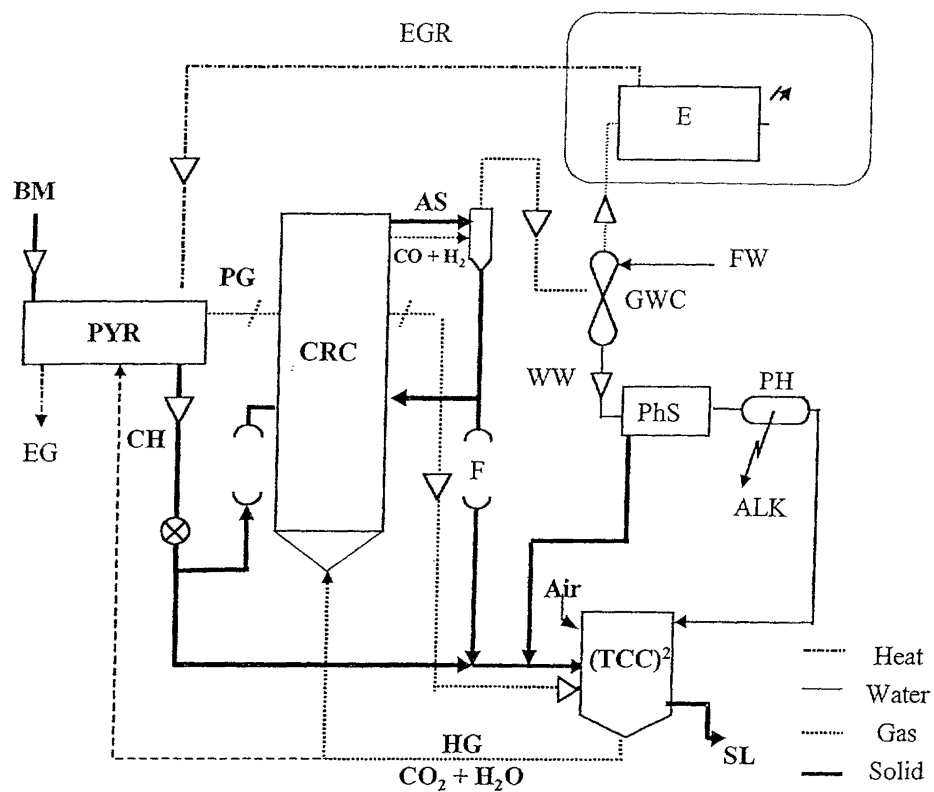 EGR
E
BM
AS
CO + H₂
FW
PG
GWC
PYR
CRC
WW
PH
PhS
EG
CH
F
ALK
Air
(TCC)²
Heat
Water
HG
Gas
SL
CO₂ + H₂O
Solid